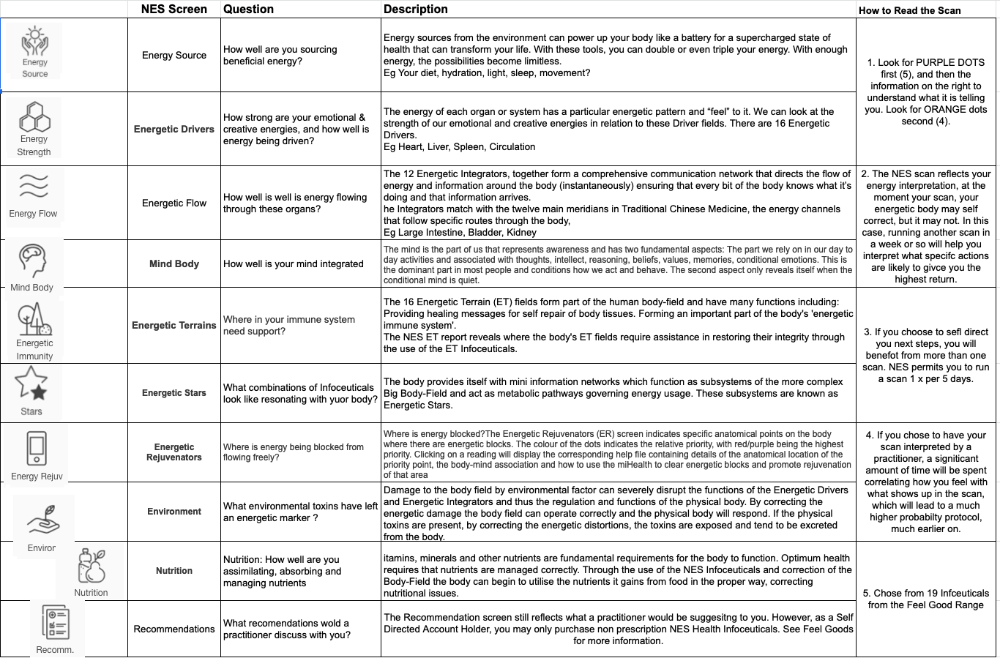 NES Screen
Question
Description
How to Read the Scan
Energy
Source
Energy Source
How well are you sourcing
beneficial energy?
Energy sources from the environment can power up your body like a battery for a supercharged state of
health that can transform your life. With these tools, you can double or even triple your energy. With enough
energy, the possibilities become limitless.
Eg Your diet, hydration, light, sleep, movement?
1. Look for PURPLE DOTS
first (5), and then the
information on the right to
understand what it is telling
you. Look for ORANGE dots
second (4).
Energy
Strength
Energetic Drivers
How strong are your emotional &
creative energies, and how well is
energy being driven?
The energy of each organ or system has a particular energetic pattern and “feel” to it. We can look at the
strength of our emotional and creative energies in relation to these Driver fields. There are 16 Energetic
Drivers.
Eg Heart, Liver, Spleen, Circulation
Energy Flow
Energetic Flow
How well is well is energy flowing
through these organs?
The 12 Energetic Integrators, together form a comprehensive communication network that directs the flow of
energy and information around the body (instantaneously) ensuring that every bit of the body knows what it's
doing and that information arrives.
he Integrators match with the twelve main meridians in Traditional Chinese Medicine, the energy channels
that follow specific routes through the body,
Eg Large Intestine, Bladder, Kidney
2. The NES scan reflects your
energy interpretation, at the
moment your scan, your
energetic body may self
correct, but it may not. In this
case, running another scan in
a week or so will help you
interpret what specifc actions
are likely to givce you the
highest return.
Mind Body
Mind Body
How well is your mind integrated
The mind is the part of us that represents awareness and has two fundamental aspects: The part we rely on in our day to
day activities and associated with thoughts, intellect, reasoning, beliefs, values, memories, conditional emotions. This is
the dominant part in most people and conditions how we act and behave. The second aspect only reveals itself when the
conditional mind is quiet.
Energetic
Immunity
Energetic Terrains
Where in your immune system
need support?
The 16 Energetic Terrain (ET) fields form part of the human body-field and have many functions including:
Providing healing messages for self repair of body tissues. Forming an important part of the body's 'energetic
immune system'.
The NES ET report reveals where the body's ET fields require assistance in restoring their integrity through
the use of the ET Infoceuticals.
3. If you choose to sefl direct
you next steps, you will
benefot from more than one
scan. NES permits you to run
a scan 1 x per 5 days.
Stars
Energetic Stars
What combinations of Infoceuticals
look like resonating with yuor body?
The body provides itself with mini information networks which function as subsystems of the more complex
Big Body-Field and act as metabolic pathways governing energy usage. These subsystems are known as
Energetic Stars.
Energy Rejuv
Energetic
Rejuvenators
Where is energy being blocked from
flowing freely?
Where is energy blocked?The Energetic Rejuvenators (ER) screen indicates specific anatomical points on the body
where there are energetic blocks. The colour of the dots indicates the relative priority, with red/purple being the highest
priority. Clicking on a reading will display the corresponding help file containing details of the anatomical location of the
priority point, the body-mind association and how to use the miHealth to clear energetic blocks and promote rejuvenation
of that area
4. If you chose to have your
scan interpreted by a
practitioner, a significant
amount of time will be spent
correlating how you feel with
what shows up in the scan,
which will lead to a much
higher probabilty protocol,
much earlier on.
Environ
Environment
What environmental toxins have left
an energetic marker ?
Damage to the body field by environmental factor can severely disrupt the functions of the Energetic Drivers
and Energetic Integrators and thus the regulation and functions of the physical body. By correcting the
energetic damage the body field can operate correctly and the physical body will respond. If the physical
toxins are present, by correcting the energetic distortions, the toxins are exposed and tend to be excreted
from the body.
Nutrition
Nutrition
Nutrition: How well are you
assimilating, absorbing and
managing nutrients
itamins, minerals and other nutrients are fundamental requirements for the body to function. Optimum health
requires that nutrients are managed correctly. Through the use of the NES Infoceuticals and correction of the
Body-Field the body can begin to utilise the nutrients it gains from food in the proper way, correcting
nutritional issues.
5. Chose from 19 Infceuticals
from the Feel Good Range
Recomm.
Recommendations
What recomendations wold a
practitioner discuss with you?
The Recommendation screen still reflects what a practitioner would be suggesitng to you. However, as a Self
Directed Account Holder, you may only purchase non prescription NES Health Infoceuticals. See Feel Goods
for more information.